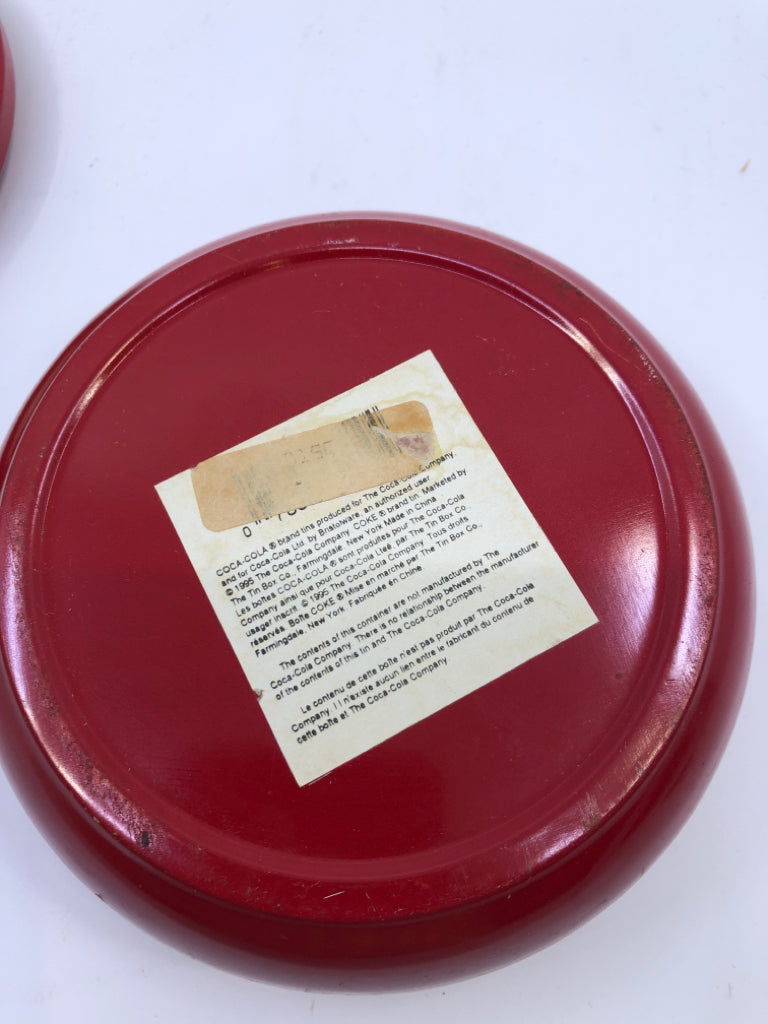 COCA-COLA ® brand tins produced for The Coca-Cola Company.
and for Coca Cola Ltd. by Bristolware, an authorized user
© 1995 The Coca-Cola Company. COKE ® brand tin. Marketed by
The Tin Box Co., Farmingdale, New York Made in China
Les boîtes COCA-COLA ® sont produites pour The Coca-Cola
Company ainsi que pour Coca-Cola Lteé, par The Tin Box Co.
usager inscrit. © 1995 The Coca-Cola Company. Tous droits
réservés. Boîte COKE ® Mise en marché par The Tin Box Co.,
Farmingdale, New York. Fabriquée en Chine
The contents of this container are not manufactured by The
Coca-Cola Company. There is no relationship between the manufacturer
of the contents of this tin and The Coca-Cola Company.
Le contenu de cette boîte n'est pas produit par The Coca-Cola
Company. Il n'existe aucun lien entre le fabricant du contenu de
cette boîte et The Coca-Cola Company.